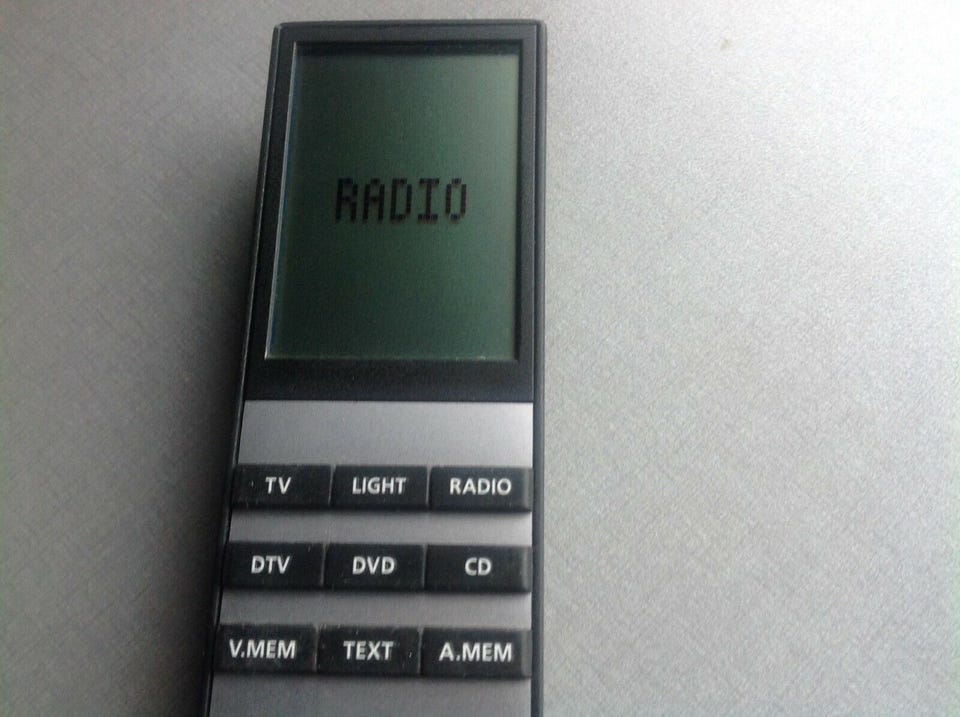 RADIO
TV LIGHT RADIO
DTV DVD CD
V.MEM TEXT A.MEM